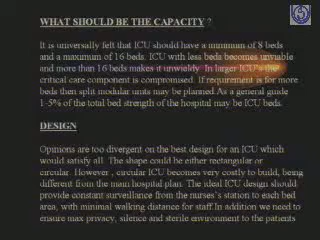 WHAT SHOULD BE THE CAPACITY ?
It is universally felt that ICU should have a minimum of 8 beds
and a maximum of 16 beds. ICU with less beds becomes unviable
and more than 16 beds makes it unwieldy. In larger ICU's the
critical care component is compromised. If requirement is for more
beds then split modular units may be planned.As a general guide
1-5% of the total bed strength of the hospital may be ICU beds.
DESIGN
Opinions are too divergent on the best design for an ICU which
would satisfy all. The shape could be either rectangular or
circular. However , circular ICU becomes very costly to build, being
different from the main hospital plan. The ideal ICU design should
provide constant surveillance from the nurses's station to each bed
area, with minimal walking distance for staff.In addition we need to
ensure max privacy, silence and sterile environment to the patients